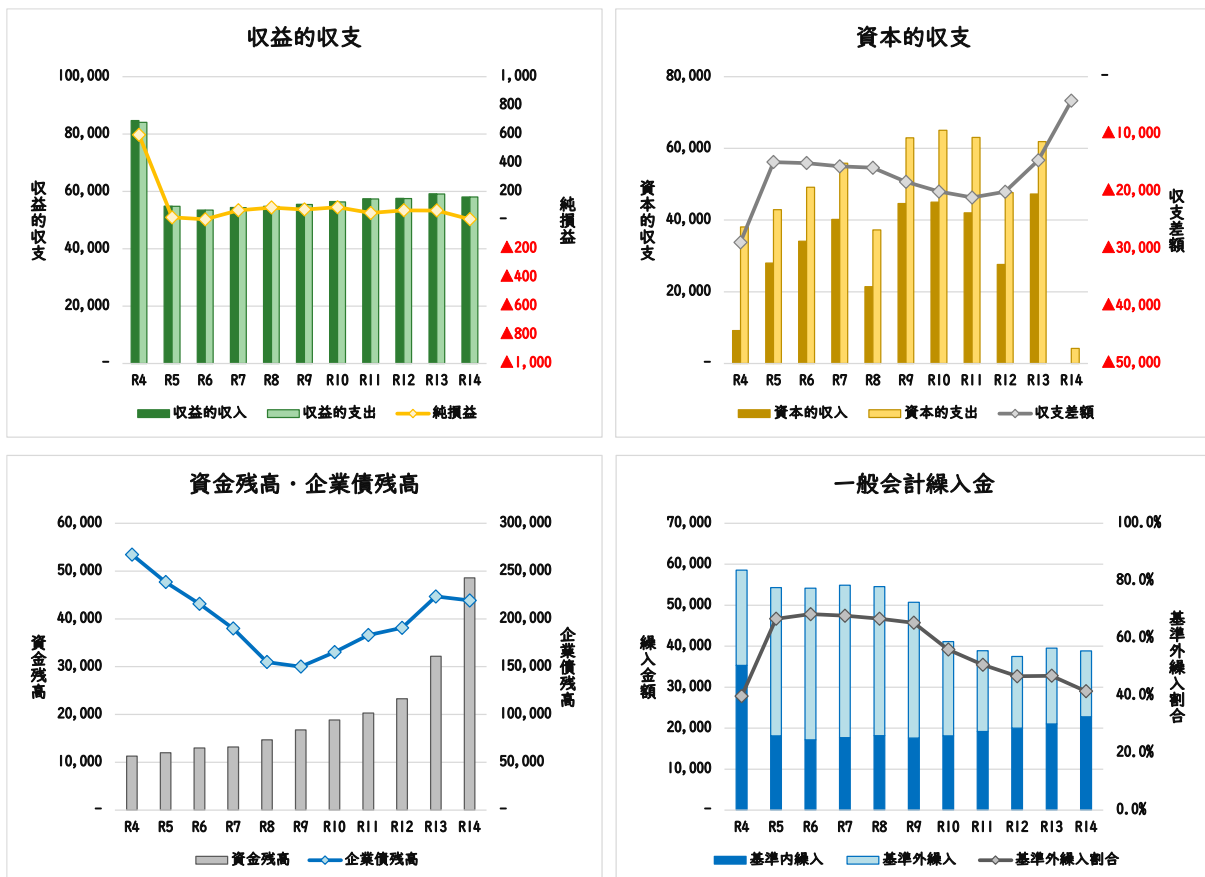 収益的収支
100,000
80,000
60,000
40,000
20,000
-
収益的収支
1,000
800
600
400
200
-
▲200
▲400
▲600
▲800
▲1,000
純損益
R4 R5 R6 R7 R8 R9 R10 R11 R12 R13 R14
収益的収入 収益的支出 純損益
資本的収支
80,000
60,000
40,000
20,000
-
資本的収支
-
▲10,000
▲20,000
▲30,000
▲40,000
▲50,000
収支差額
R4 R5 R6 R7 R8 R9 R10 R11 R12 R13 R14
資本的収入 資本的支出 収支差額
資金残高・企業債残高
60,000
50,000
40,000
30,000
20,000
10,000
-
資金残高
300,000
250,000
200,000
150,000
100,000
50,000
-
企業債残高
R4 R5 R6 R7 R8 R9 R10 R11 R12 R13 R14
資金残高 企業債残高
一般会計繰入金
70,000
60,000
50,000
40,000
30,000
20,000
10,000
-
繰入金額
100.0%
80.0%
60.0%
40.0%
20.0%
0.0%
基準外繰入割合
R4 R5 R6 R7 R8 R9 R10 R11 R12 R13 R14
基準内繰入 基準外繰入 基準外繰入割合